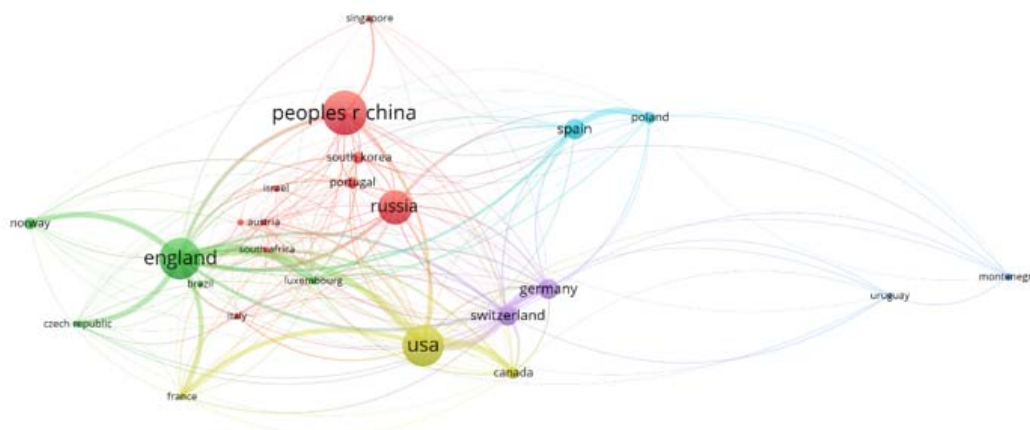 singapore
peoples r china
spain
poland
south korea
portugal
israel
russia
norway
austria
south africa
england
brazil
luxembourg
montenegr
germany
uruguay
switzerland
italy
czech republic
usa
canada
france